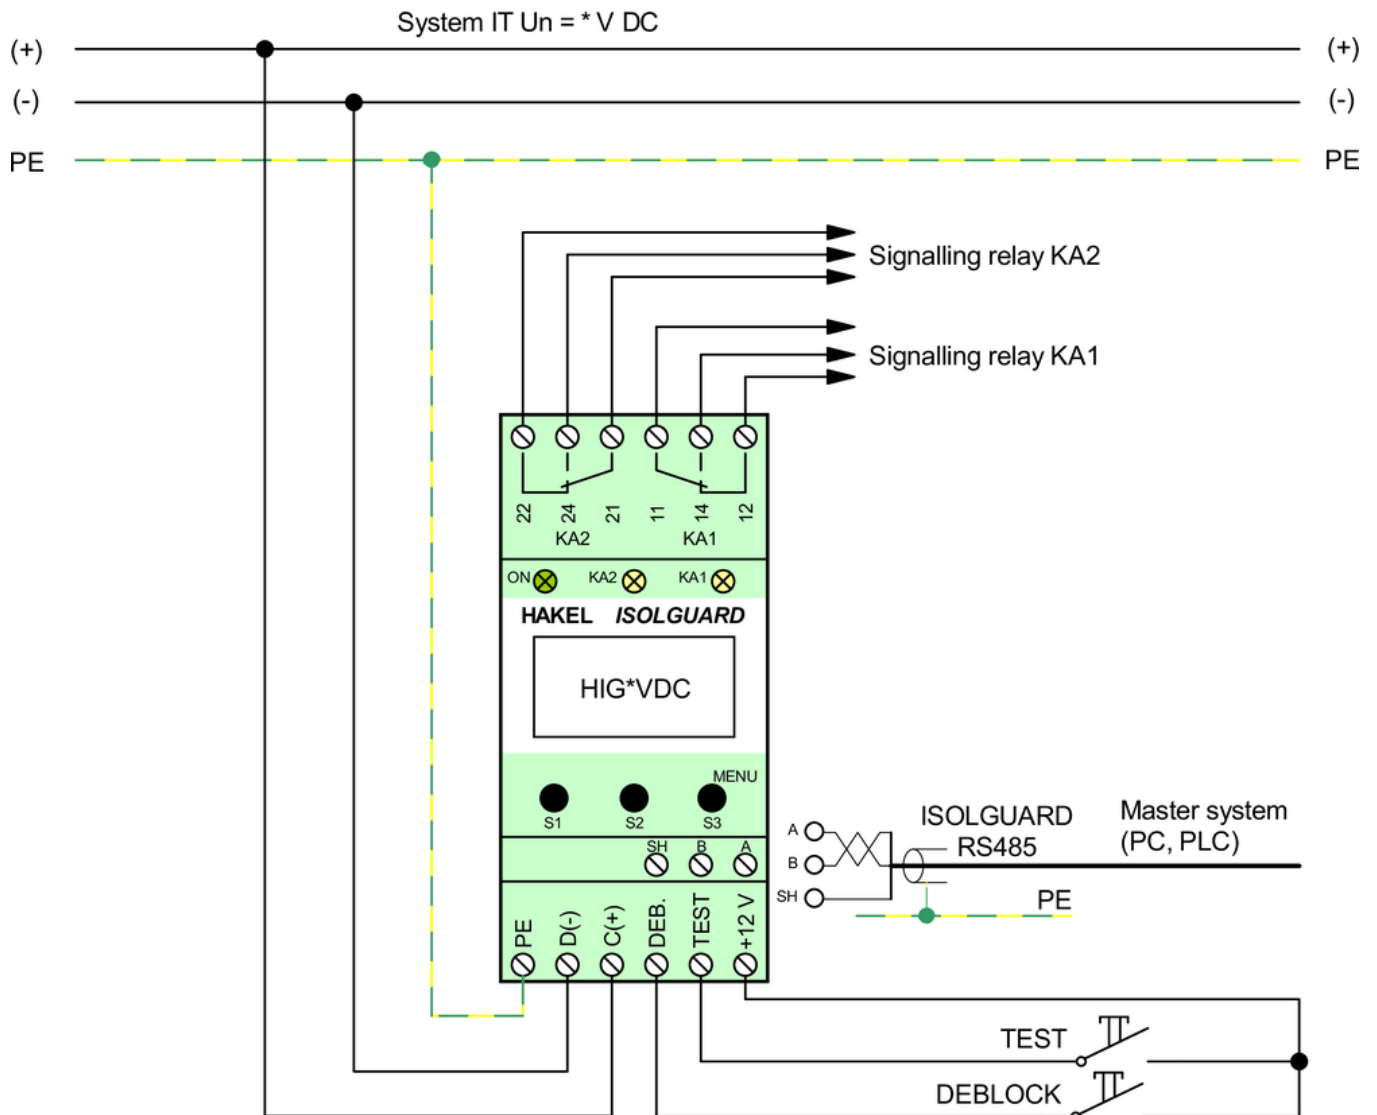 System IT Un = * V DC
(+) (+)
(-) (-)
PE PE
Signalling relay KA2
Signalling relay KA1
22 24 21 11 14 12
KA2 KA1
ON KA2 KA1
HAKEL ISOLGUARD
HIG*VDC
MENU
S1 S2 S3
SH B A
PE D(-) C(+) DEB. TEST +12 V
A
B
SH
ISOLGUARD
RS485
Master system
(PC, PLC)
PE
TEST
DEBLOCK